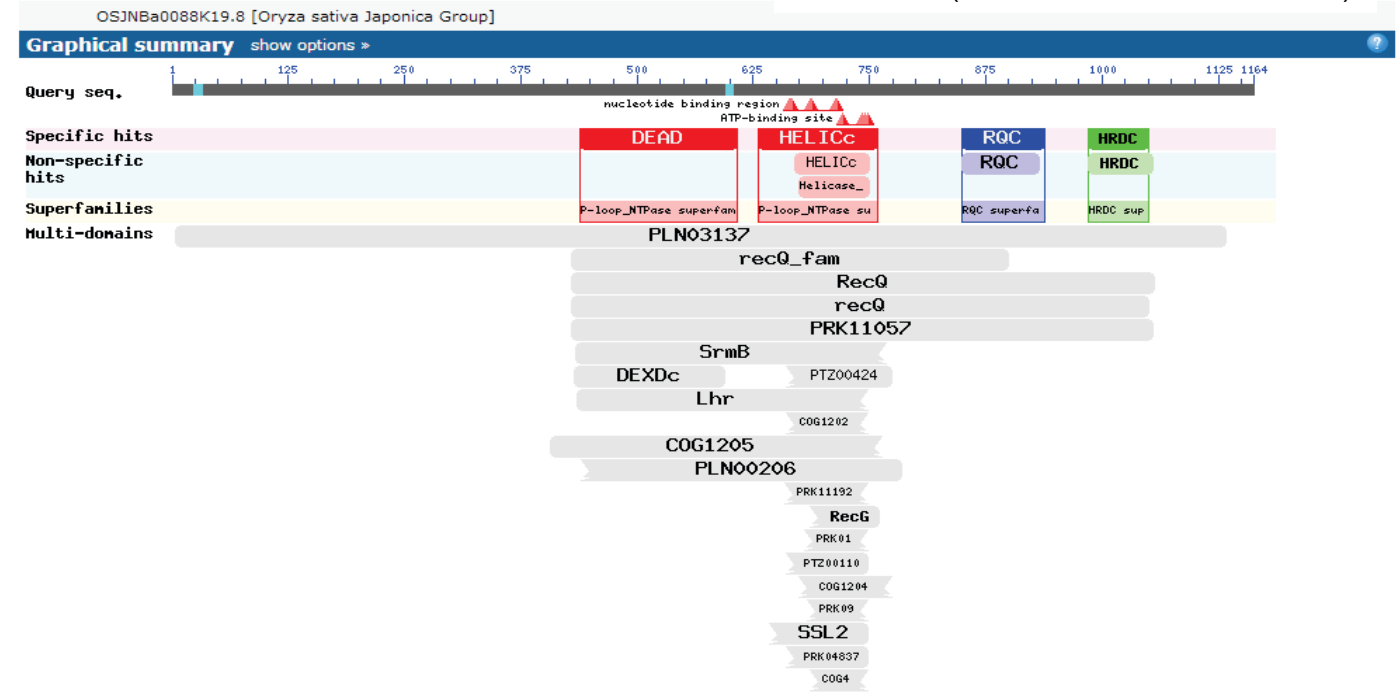 OSJNBa0088K19.8 [Oryza sativa Japonica Group]
Graphical summary show options » ?
1 125 250 375 500 625 750 875 1000 1125 1164
Query seq.
nucleotide binding region
ATP-binding site
Specific hits DEAD HELICc RQC HRDC
Non-specific hits HELICc RQC HRDC
Helicase_
Superfamilies P-loop_NTPase superfam P-loop_NTPase su RQC superfa HRDC sup
Multi-domains PLN03137
recQ_fam
RecQ
recQ
PRK11057
SrmB
DEXDc PTZ00424
Lhr
COG1202
COG1205
PLN00206
PRK11192
RecG
PRK01
PTZ00110
COG1204
PRK09
SSL2
PRK04837
COG4